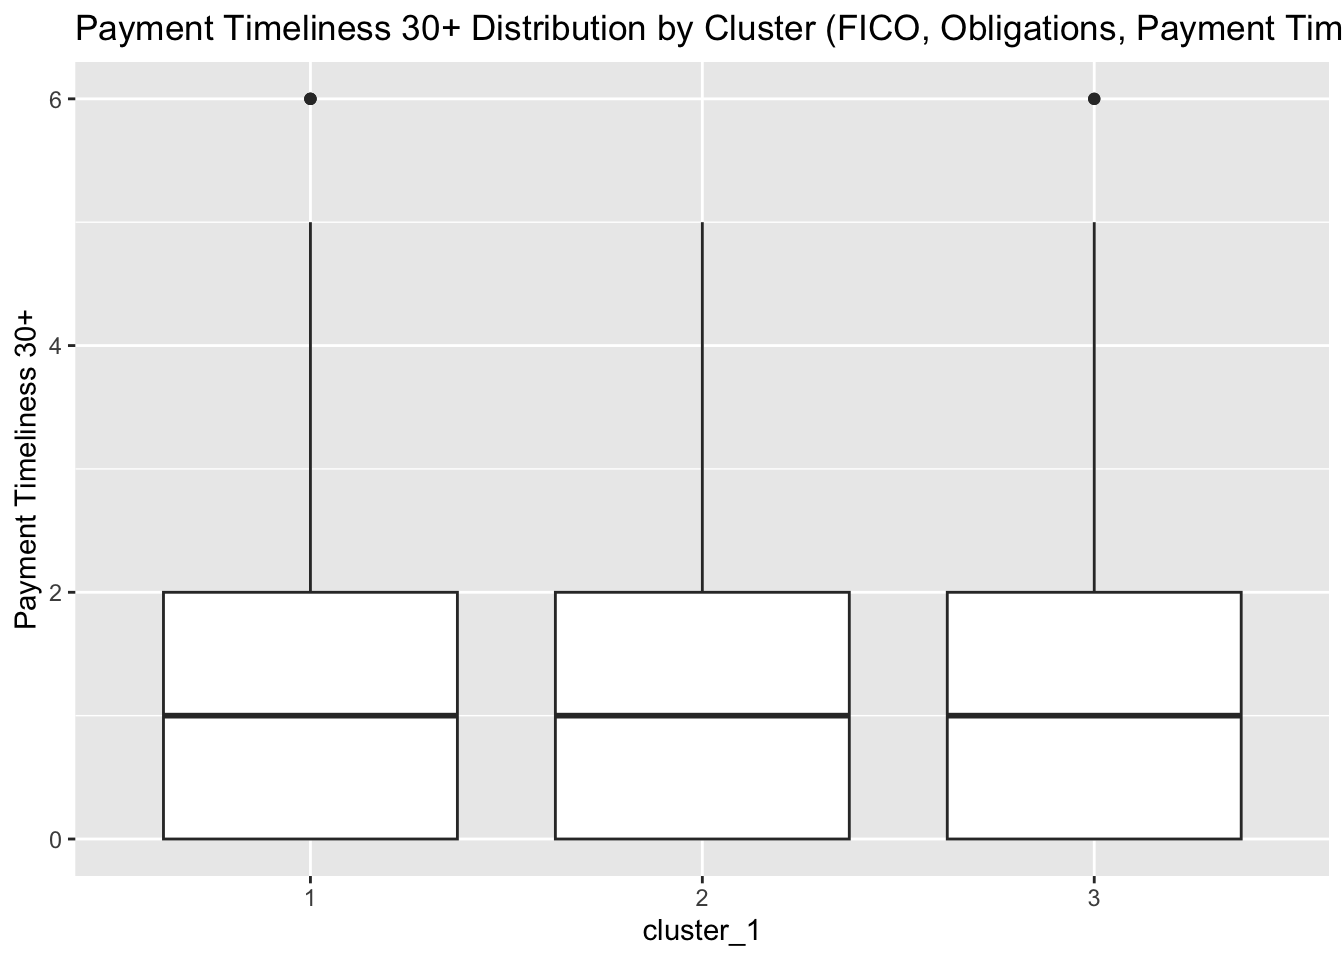 Payment Timeliness 30+ Distribution by Cluster (FICO, Obligations, Payment Tim
Payment Timeliness 30+
6
4
2
0
1 2 3
cluster_1